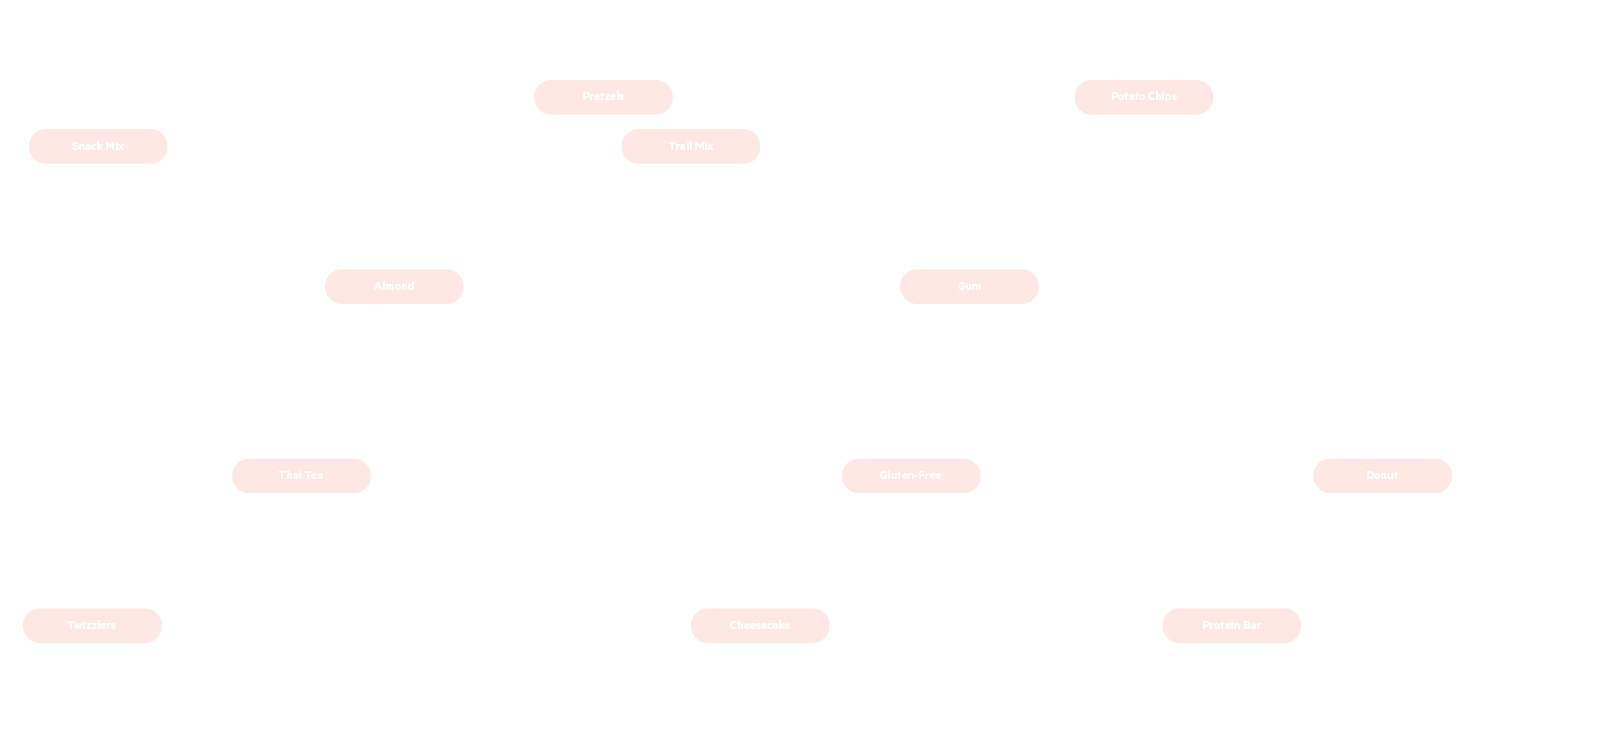 Pretzels
Potato Chips
Snack Mix
Trail Mix
Almond
Gum
Thai Tea
Gluten-Free
Donut
Twizzlers
Cheesecake
Protein Bar